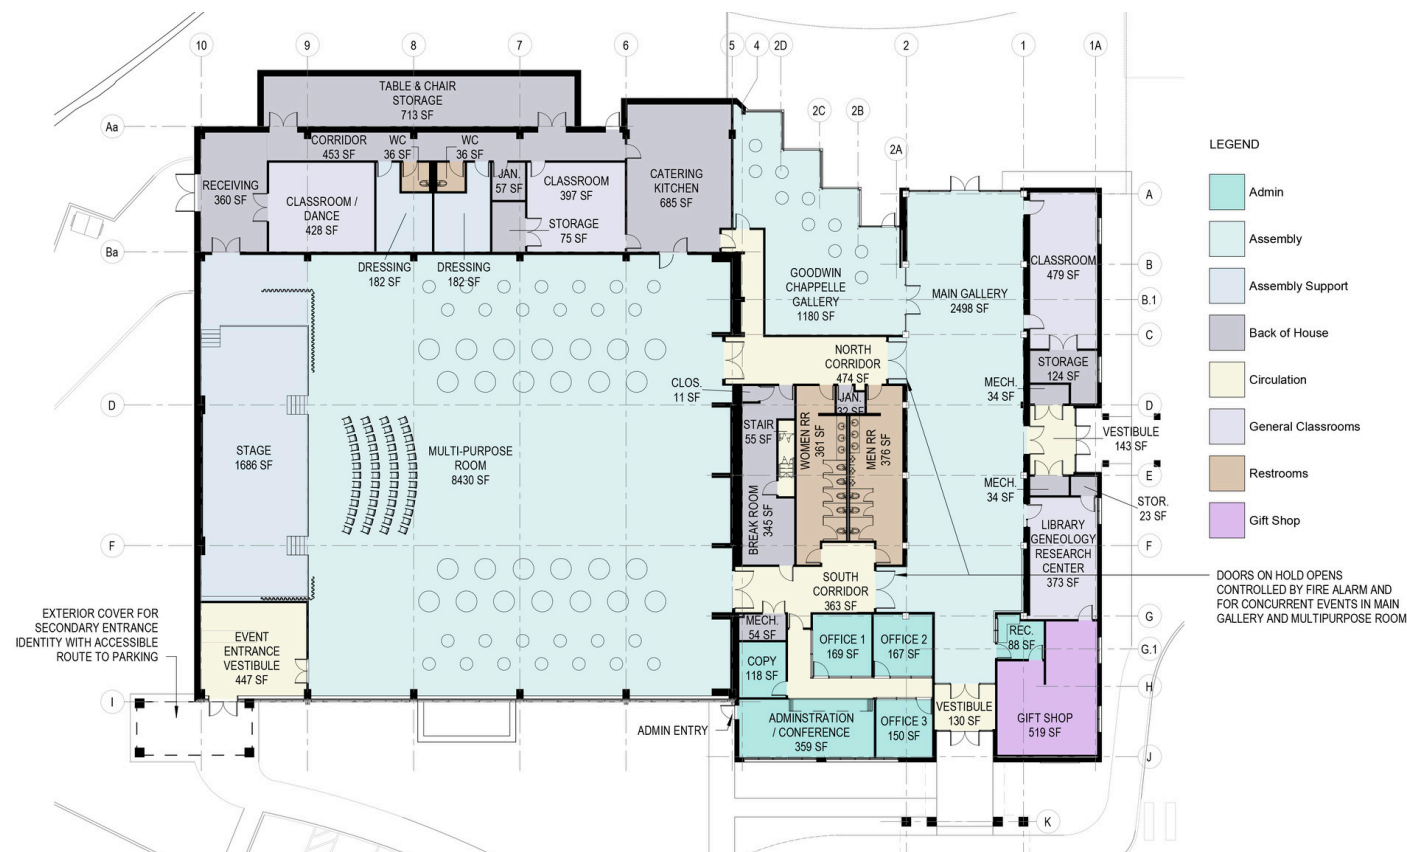 10
9
8
7
6
5
4
2D
2
1
1A
2C
2B
2A
Aa
Ba
D
F
I
A
B
B.1
C
D
E
F
G
G.1
H
J
K
TABLE & CHAIR
STORAGE
713 SF
CORRIDOR
453 SF
WC
36 SF
WC
36 SF
RECEIVING
360 SF
CLASSROOM /
DANCE
428 SF
JAN.
57 SF
CLASSROOM
397 SF
STORAGE
75 SF
CATERING
KITCHEN
685 SF
DRESSING
182 SF
DRESSING
182 SF
GOODWIN
CHAPPELLE
GALLERY
1180 SF
MAIN GALLERY
2498 SF
CLASSROOM
479 SF
NORTH
CORRIDOR
474 SF
STORAGE
124 SF
MECH.
34 SF
CLOS.
11 SF
JAN.
32 SF
STAIR
55 SF
WOMEN RR
361 SF
MEN RR
376 SF
VESTIBULE
143 SF
STAGE
1686 SF
MULTI-PURPOSE
ROOM
8430 SF
MECH.
34 SF
STOR.
23 SF
BREAK ROOM
345 SF
LIBRARY
GENEOLOGY
RESEARCH
CENTER
373 SF
SOUTH
CORRIDOR
363 SF
DOORS ON HOLD OPENS
CONTROLLED BY FIRE ALARM AND
FOR CONCURRENT EVENTS IN MAIN
GALLERY AND MULTIPURPOSE ROOM
EXTERIOR COVER FOR
SECONDARY ENTRANCE
IDENTITY WITH ACCESSIBLE
ROUTE TO PARKING
EVENT
ENTRANCE
VESTIBULE
447 SF
MECH.
54 SF
OFFICE 1
169 SF
OFFICE 2
167 SF
REC.
88 SF
COPY
118 SF
ADMIN ENTRY
ADMINSTRATION
/ CONFERENCE
359 SF
OFFICE 3
150 SF
VESTIBULE
130 SF
GIFT SHOP
519 SF
LEGEND
Admin
Assembly
Assembly Support
Back of House
Circulation
General Classrooms
Restrooms
Gift Shop